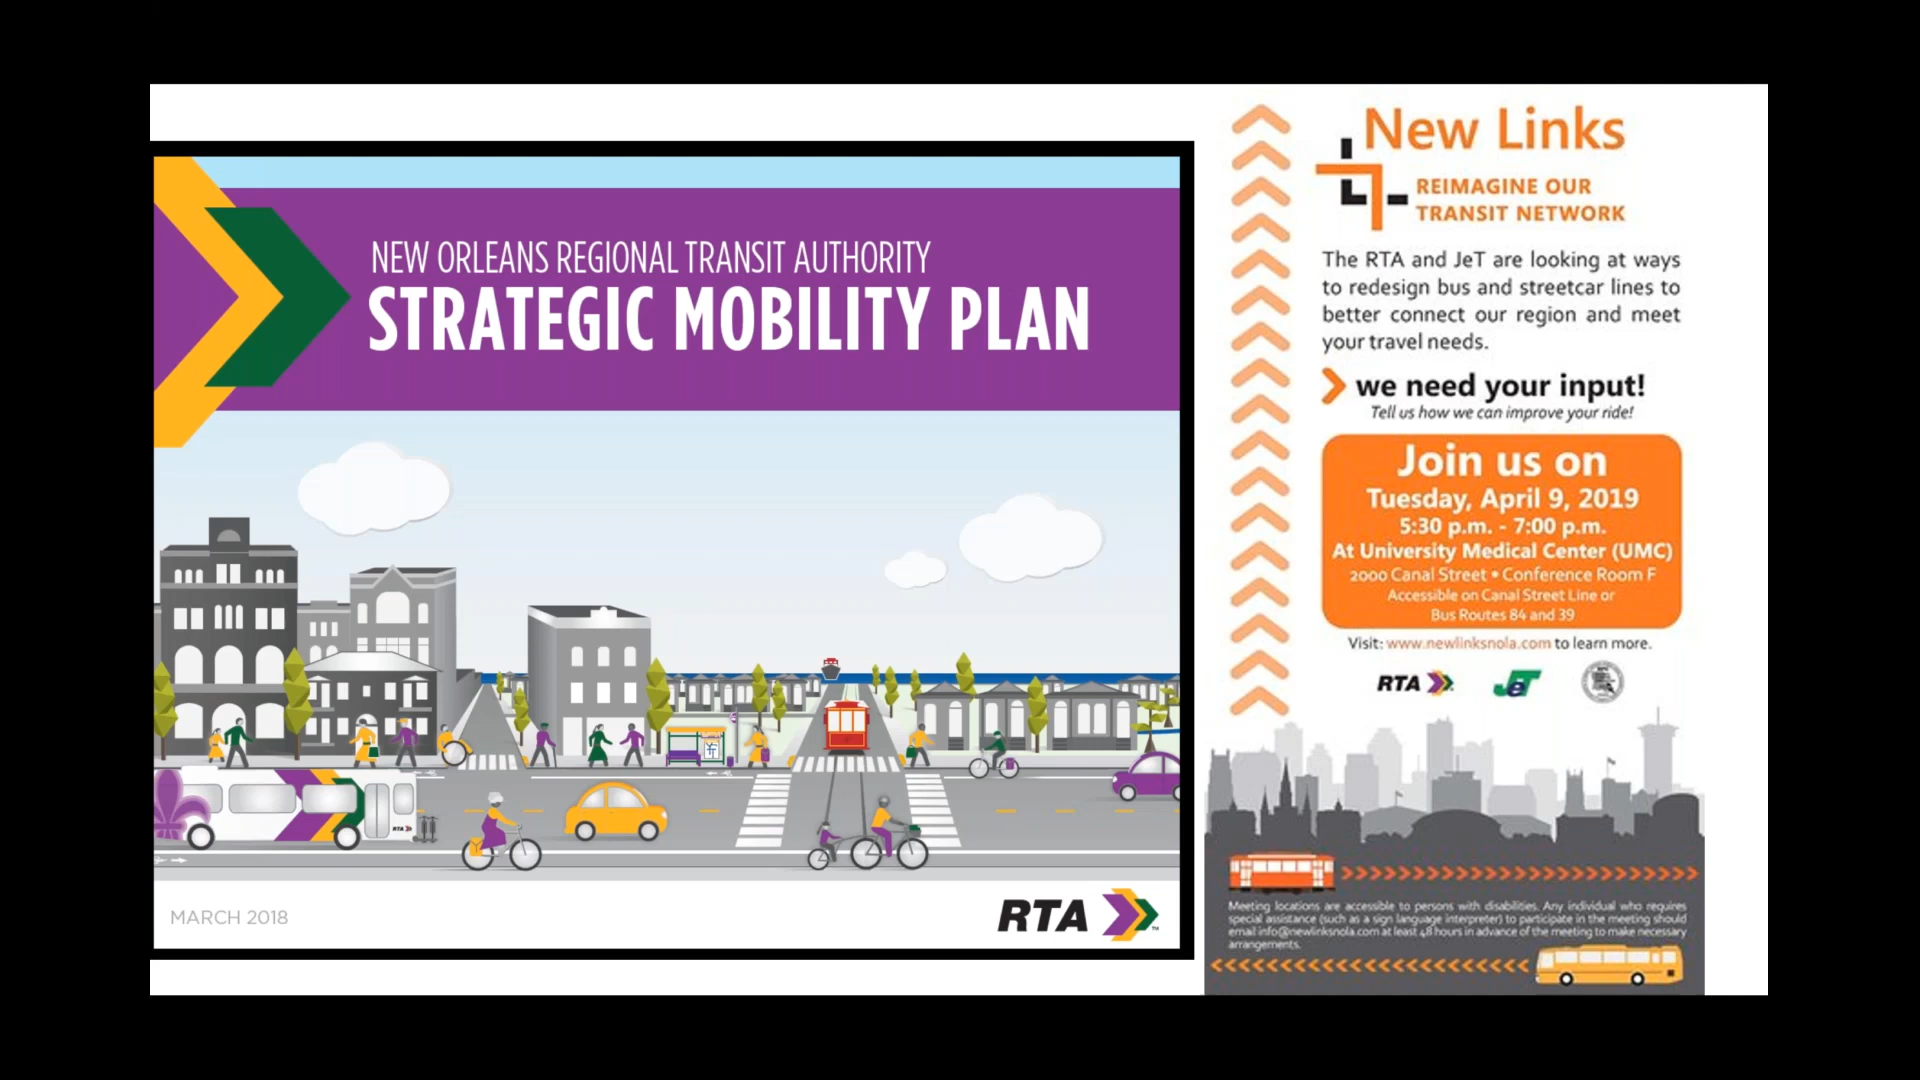 NEW ORLEANS REGIONAL TRANSIT AUTHORITY
STRATEGIC MOBILITY PLAN
RTA
MARCH 2018
RTA
New Links
REIMAGINE OUR
TRANSIT NETWORK
The RTA and JeT are looking at ways
to redesign bus and streetcar lines to
better connect our region and meet
your travel needs.
we need your input!
Tell us how we can improve your ride!
Join us on
Tuesday, April 9, 2019
5:30 p.m. - 7:00 p.m.
At University Medical Center (UMC)
2000 Canal Street • Conference Room F
Accessible on Canal Street Line or
Bus Routes 84 and 39
Visit: www.newlinksnola.com to learn more.
RTA JeT
Meeting locations are accessible to persons with disabilities. Any individual who requires
special assistance (such as a sign language interpreter) to participate in the meeting should
email info@newlinksnola.com at least 48 hours in advance of the meeting to make necessary
arrangements.